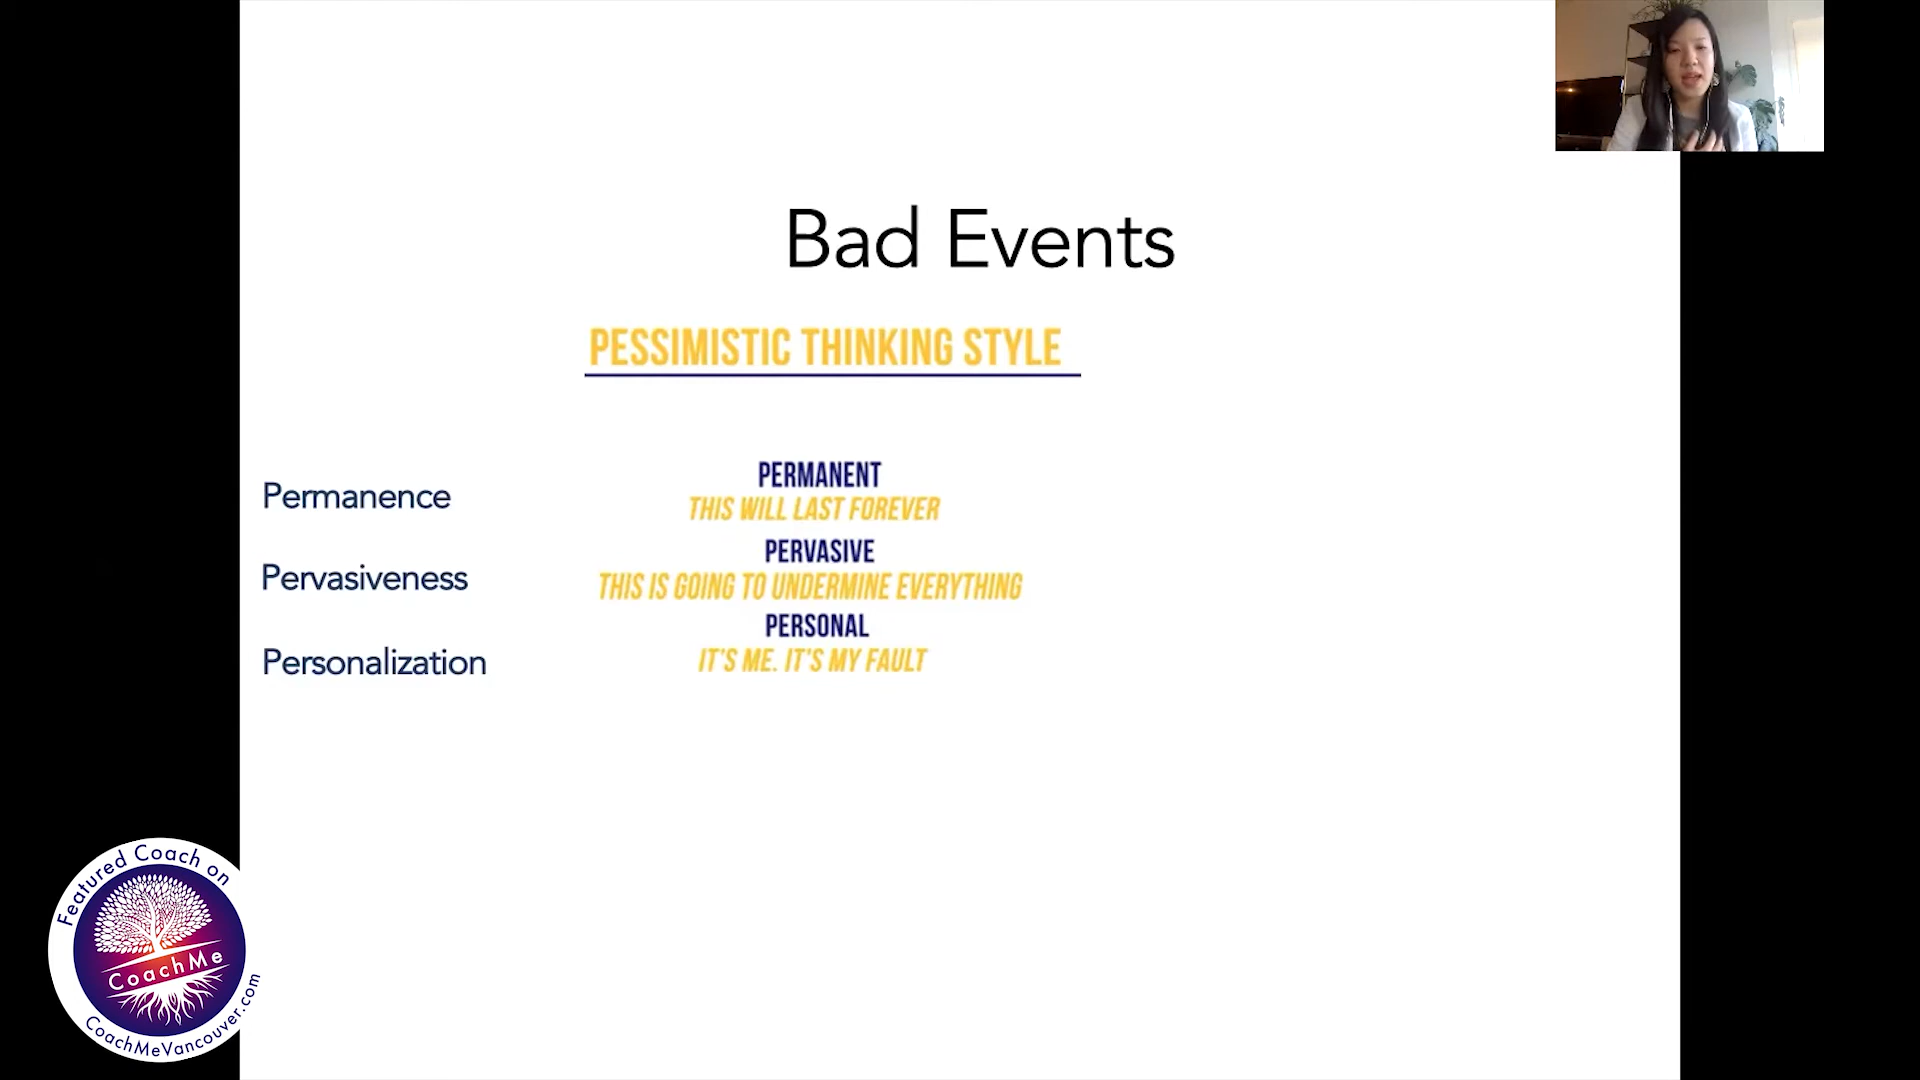 Bad Events
PESSIMISTIC THINKING STYLE
Permanence
PERMANENT
THIS WILL LAST FOREVER
Pervasiveness
PERVASIVE
THIS IS GOING TO UNDERMINE EVERYTHING
Personalization
PERSONAL
IT'S ME. IT'S MY FAULT
Featured Coach on
CoachMe
CoachMeVancouver.com